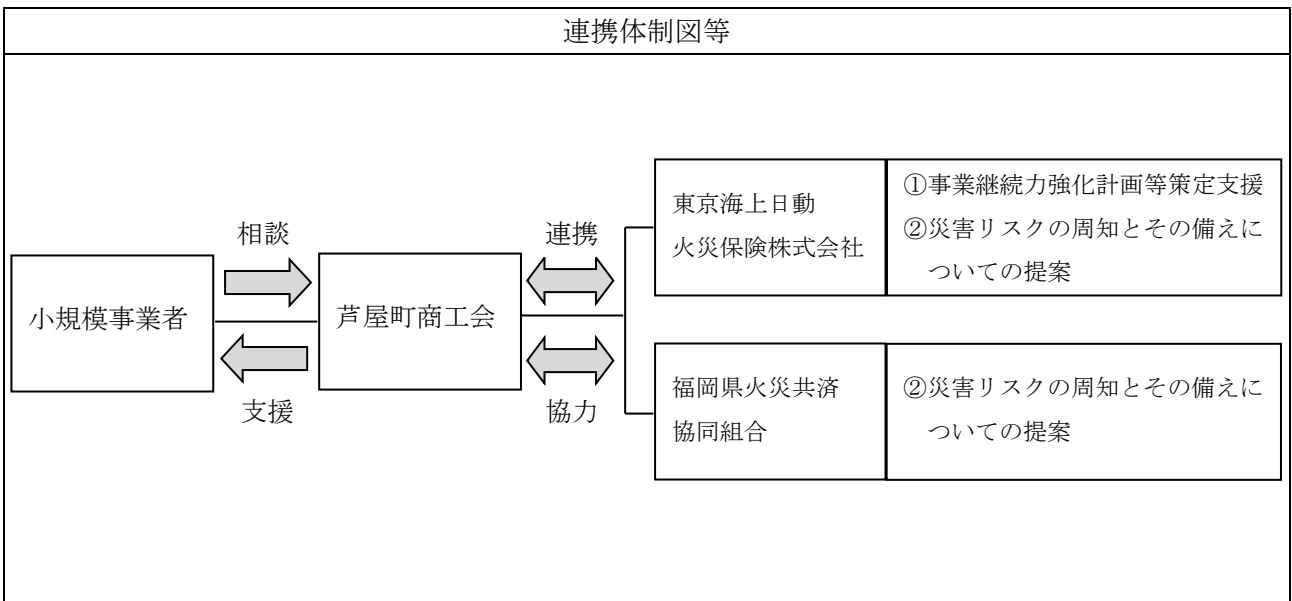 連携体制図等
相談
小規模事業者
支援
芦屋町商工会
連携
協力
東京海上日動
火災保険株式会社
①事業継続力強化計画等策定支援
②災害リスクの周知とその備えに
ついての提案
福岡県火災共済
協同組合
②災害リスクの周知とその備えに
ついての提案